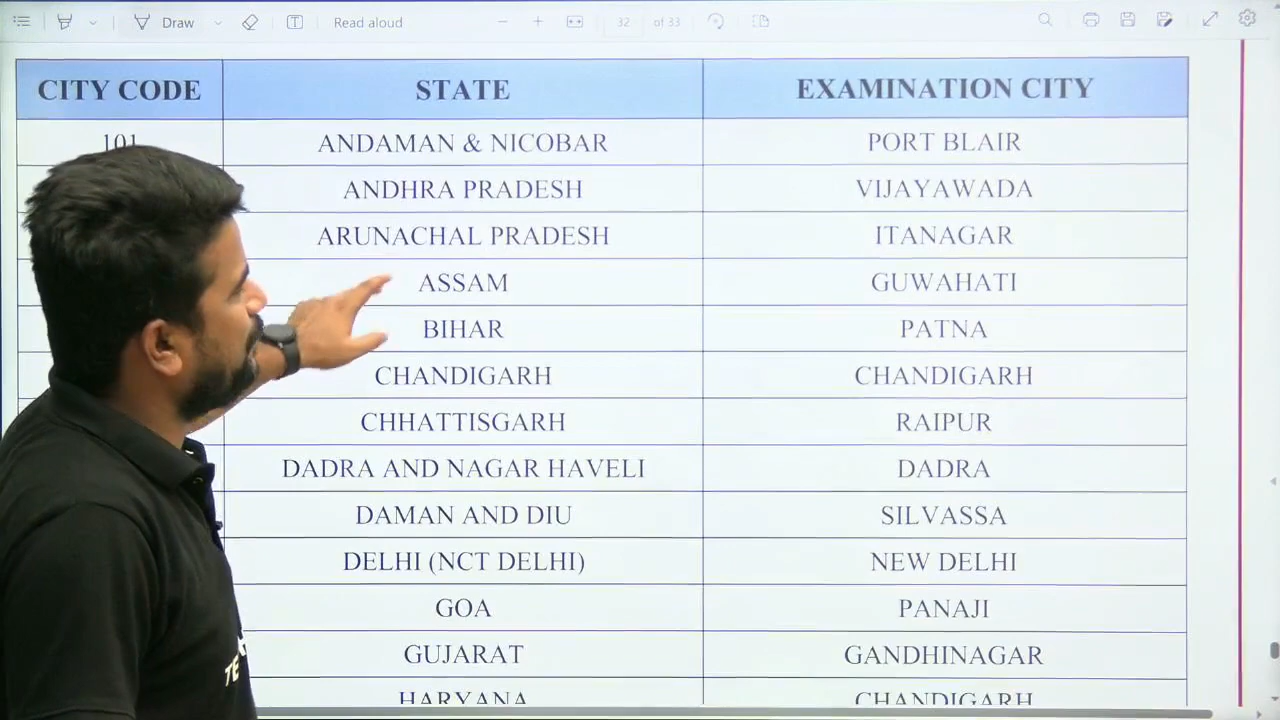 Draw Read aloud 32 of 33
CITY CODE STATE EXAMINATION CITY
101 ANDAMAN & NICOBAR PORT BLAIR
ANDHRA PRADESH VIJAYAWADA
ARUNACHAL PRADESH ITANAGAR
ASSAM GUWAHATI
BIHAR PATNA
CHANDIGARH CHANDIGARH
CHHATTISGARH RAIPUR
DADRA AND NAGAR HAVELI DADRA
DAMAN AND DIU SILVASSA
DELHI (NCT DELHI) NEW DELHI
GOA PANAJI
GUJARAT GANDHINAGAR
HARYANA CHANDIGARH